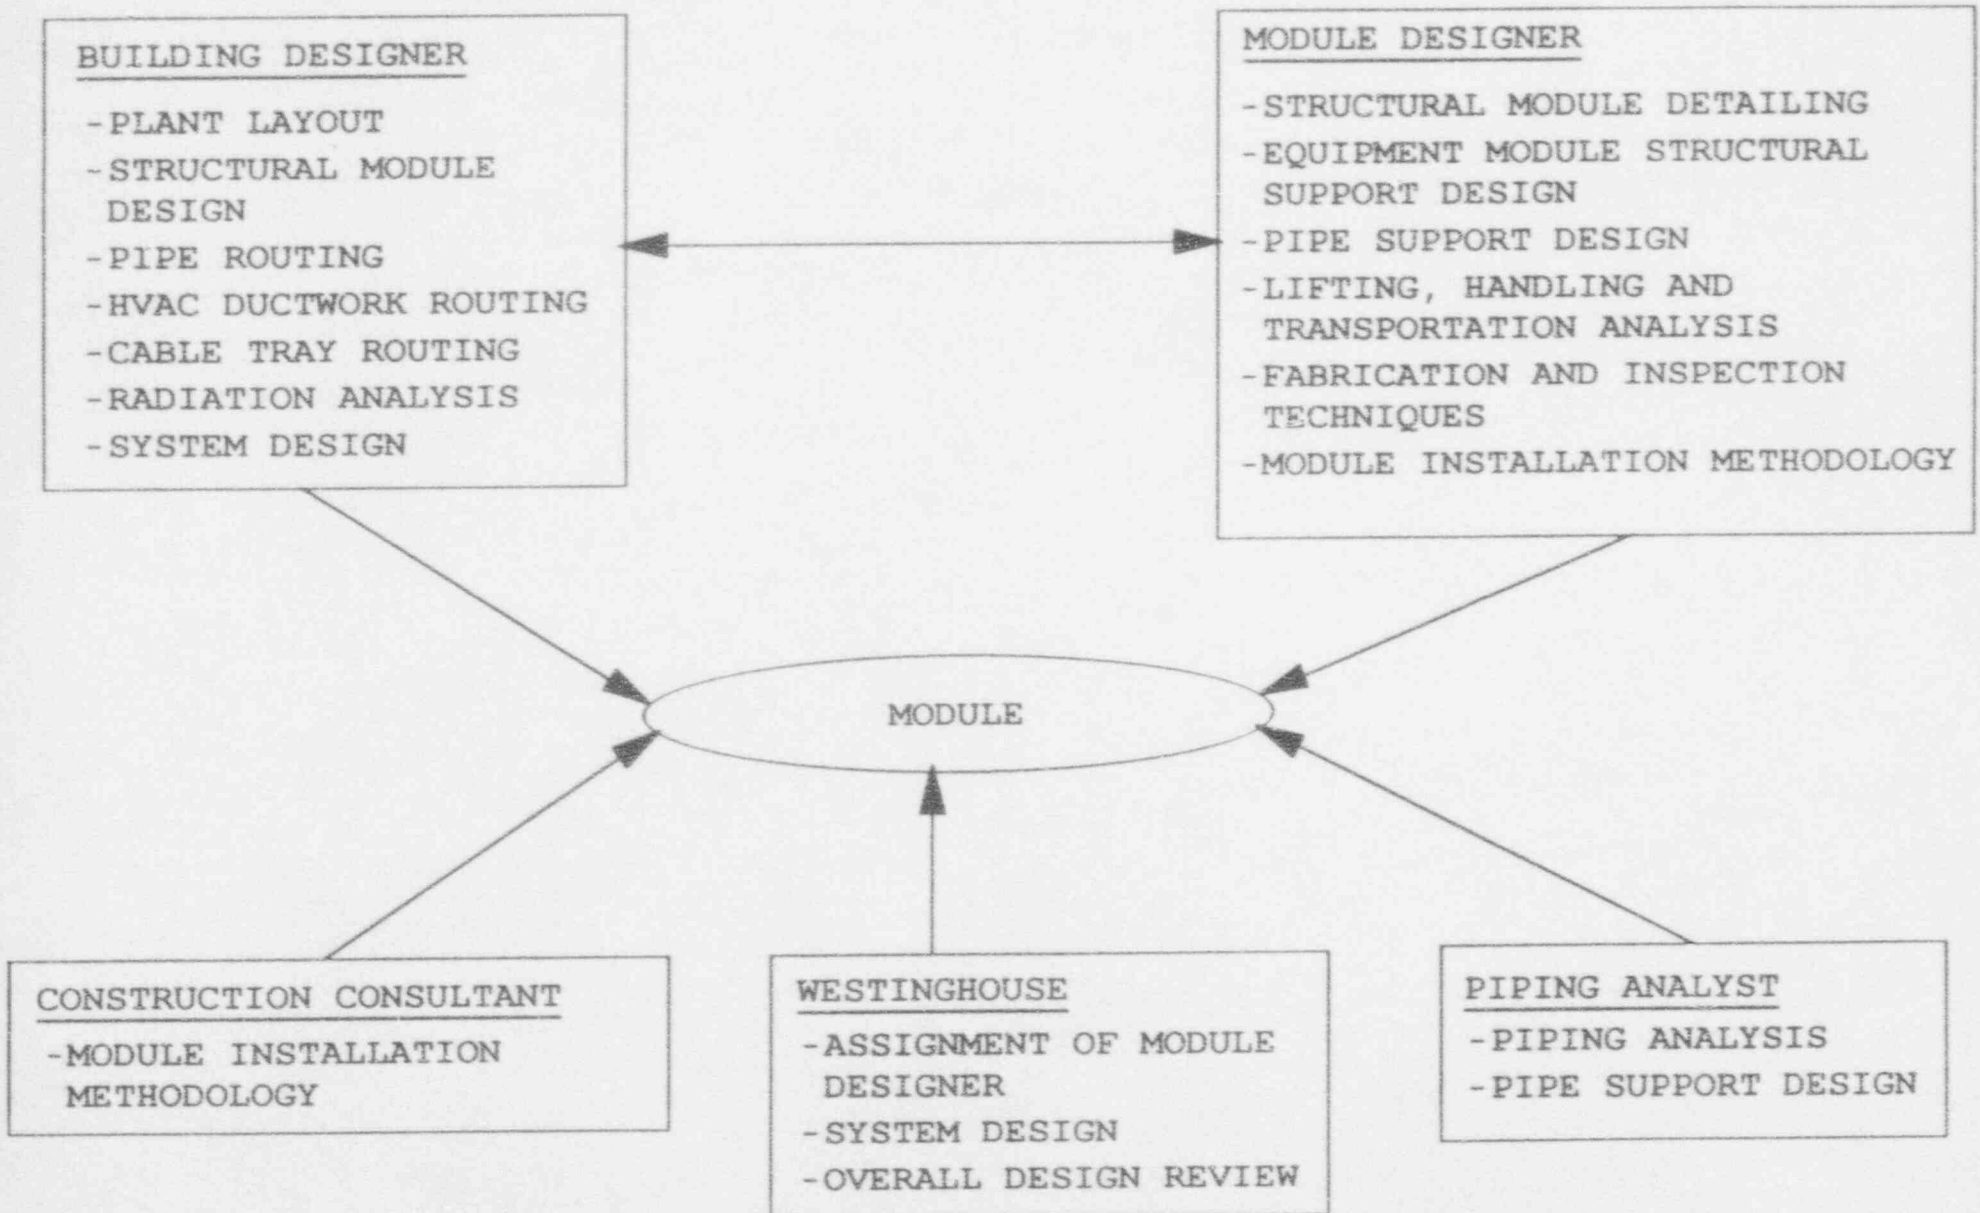 BUILDING DESIGNER
-PLANT LAYOUT
-STRUCTURAL MODULE
DESIGN
-PIPE ROUTING
-HVAC DUCTWORK ROUTING
-CABLE TRAY ROUTING
-RADIATION ANALYSIS
-SYSTEM DESIGN
MODULE DESIGNER
-STRUCTURAL MODULE DETAILING
-EQUIPMENT MODULE STRUCTURAL
SUPPORT DESIGN
-PIPE SUPPORT DESIGN
-LIFTING, HANDLING AND
TRANSPORTATION ANALYSIS
-FABRICATION AND INSPECTION
TECHNIQUES
-MODULE INSTALLATION METHODOLOGY
MODULE
CONSTRUCTION CONSULTANT
-MODULE INSTALLATION
METHODOLOGY
WESTINGHOUSE
-ASSIGNMENT OF MODULE
DESIGNER
-SYSTEM DESIGN
-OVERALL DESIGN REVIEW
PIPING ANALYST
-PIPING ANALYSIS
-PIPE SUPPORT DESIGN